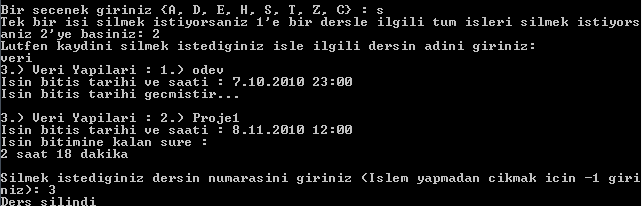 Bir secenek giriniz {A, D, E, H, S, T, Z, C} : s
Tek bir isi silmek istiyorsaniz 1'e bir dersle ilgili tum isleri silmek istiyors
aniz 2'ye basiniz: 2
Lutfen kaydini silmek istediginiz isle ilgili dersin adini giriniz:
veri
3.) Veri Yapilari : 1.) odev
Isin bitis tarihi ve saati : 7.10.2010 23:00
Isin bitis tarihi gecmistir...

3.) Veri Yapilari : 2.) Proje1
Isin bitis tarihi ve saati : 8.11.2010 12:00
Isin bitimine kalan sure :
2 saat 18 dakika

Silmek istediginiz dersin numarasini giriniz (Islem yapmadan cikmak icin -1 giri
niz): 3
Ders silindi